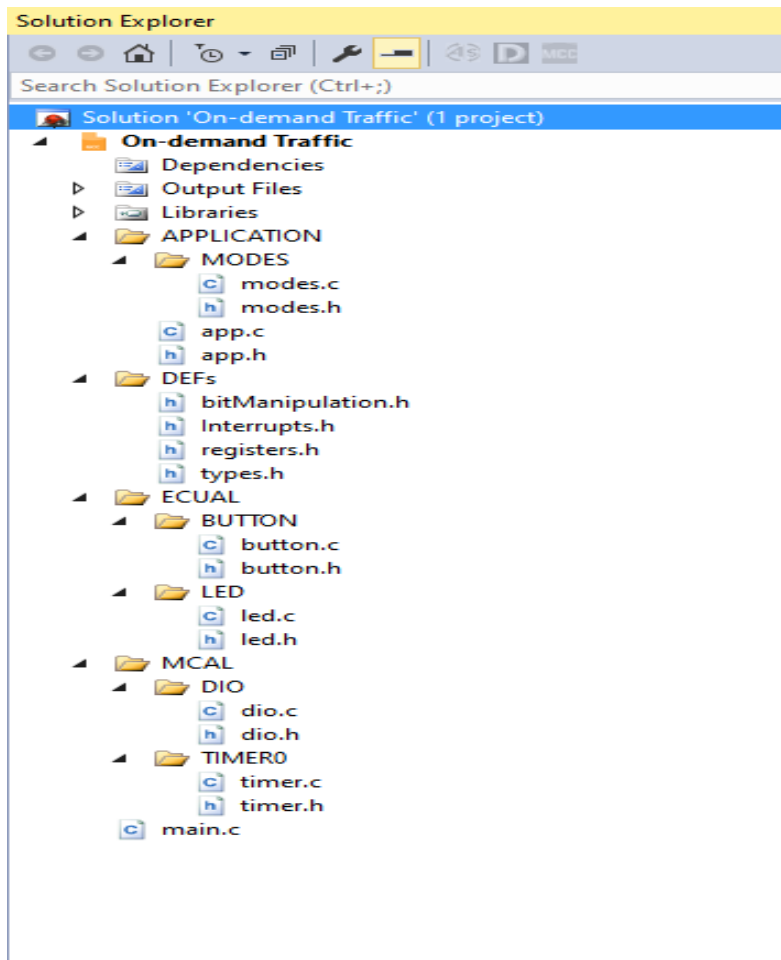 Solution Explorer
D MCC
Search Solution Explorer (Ctrl+;)
Solution 'On-demand Traffic' (1 project)
On-demand Traffic
Dependencies
Output Files
Libraries
APPLICATION
MODES
c modes.c
h modes.h
c app.c
h app.h
DEFs
h bitManipulation.h
h Interrupts.h
h registers.h
h types.h
ECUAL
BUTTON
c button.c
h button.h
LED
c led.c
h led.h
MCAL
DIO
c dio.c
h dio.h
TIMER0
c timer.c
h timer.h
c main.c